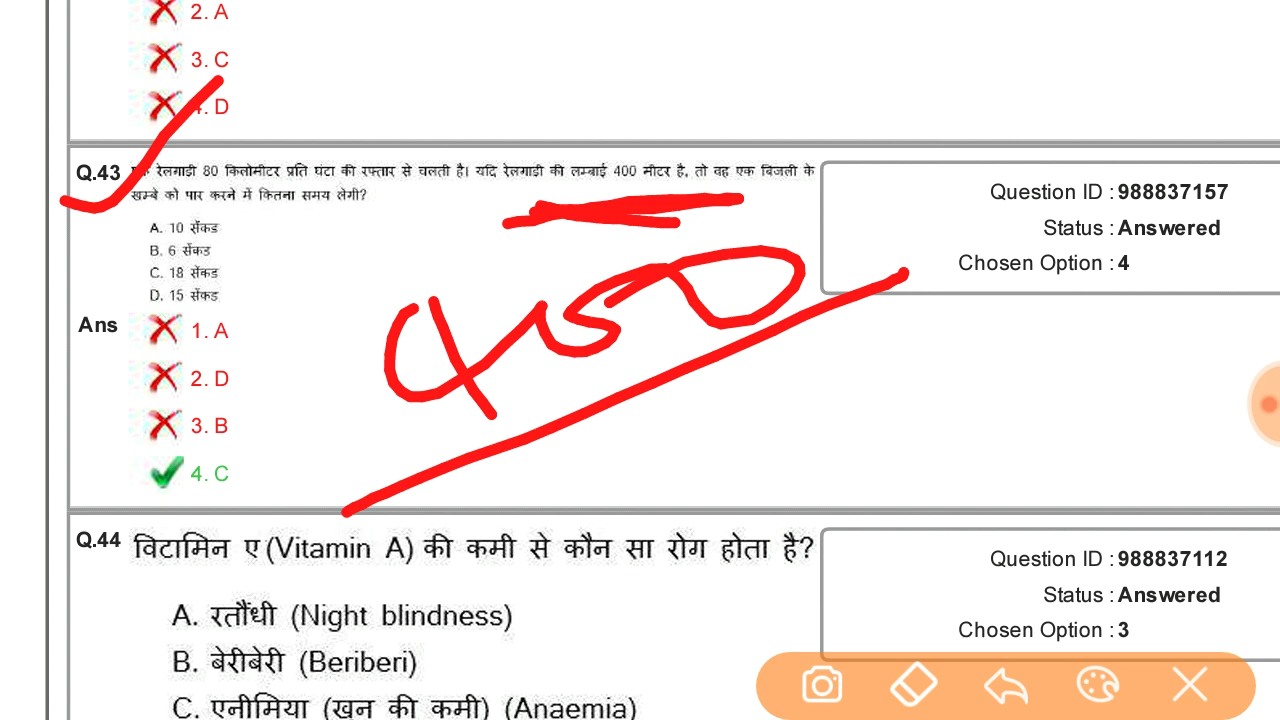 2. A
3. C
4. D
Q.43 एक रेलगाडी 80 किलोमीटर प्रति घंटा की रफ्तार से चलती है। यदि रेलगाडी की लम्बाई 400 मीटर है, तो वह एक बिजली के
खम्बे को पार करने में कितना समय लेगी?
A. 10 सेंकड
B. 6 सेंकड
C. 18 सेंकड
D. 15 सेंकड
Ans
1. A
2. D
3. B
4. C
Question ID : 988837157
Status : Answered
Chosen Option : 4
450
Q.44 विटामिन ए (Vitamin A) की कमी से कौन सा रोग होता है?
A. रतौंधी (Night blindness)
B. बेरीबेरी (Beriberi)
C. एनीमिया (खून की कमी) (Anaemia)
Question ID : 988837112
Status : Answered
Chosen Option : 3